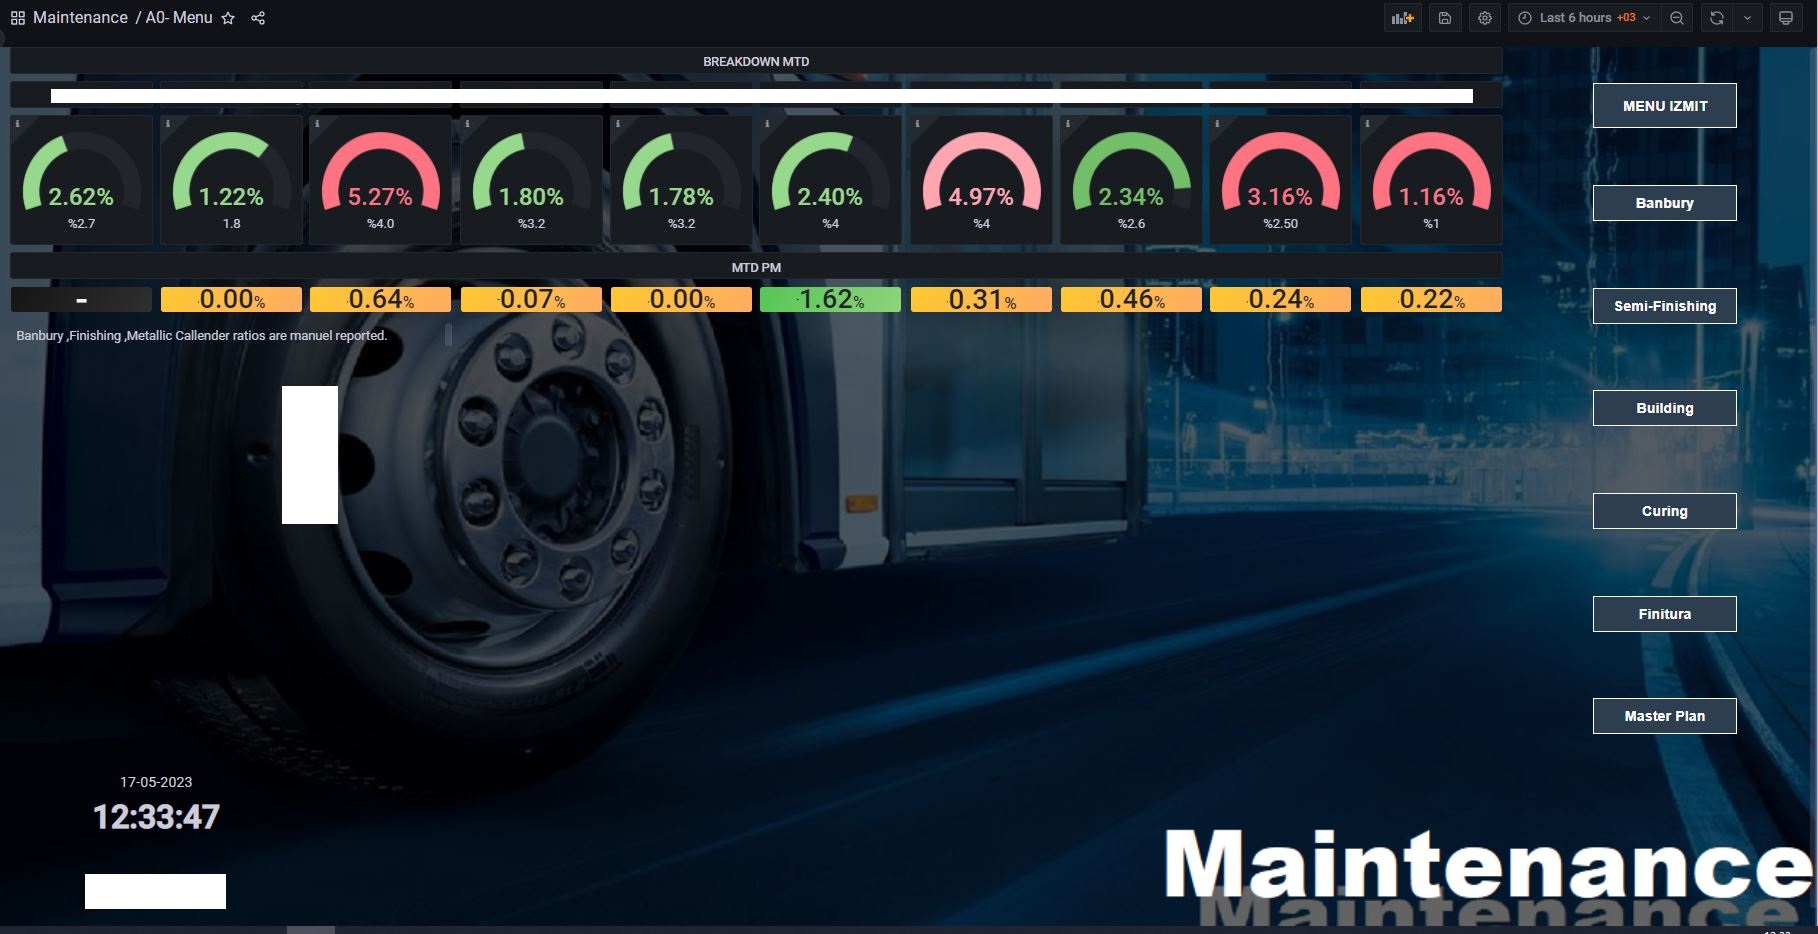 Maintenance / A0- Menu
Last 6 hours +03
BREAKDOWN MTD
2.62% 1.22% 5.27% 1.80% 1.78% 2.40% 4.97% 2.34% 3.16% 1.16%
%2.7 1.8 %4.0 %3.2 %3.2 %4 %4 %2.6 %2.50 %1
MTD PM
- 0.00% 0.64% 0.07% 0.00% 1.62% 0.31% 0.46% 0.24% 0.22%
Banbury ,Finishing ,Metallic Callender ratios are manuel reported.
MENU IZMIT
Banbury
Semi-Finishing
Building
Curing
Finitura
Master Plan
17-05-2023
12:33:47
Maintenance
Maintenance